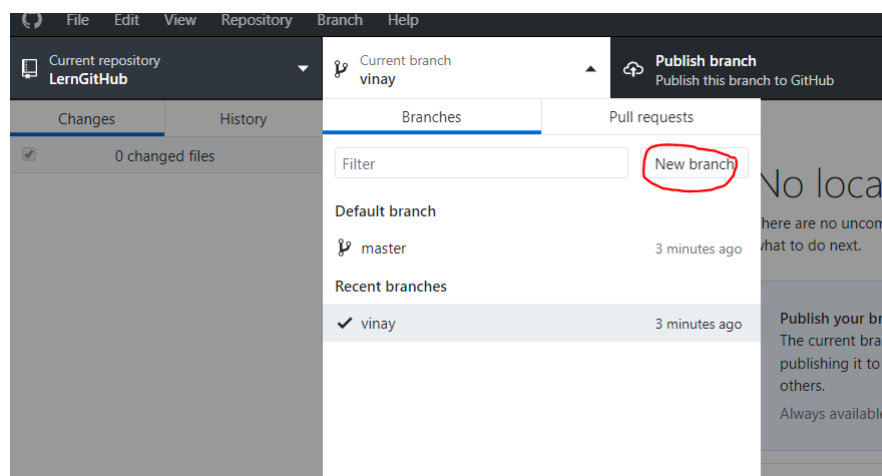 File Edit View Repository Branch Help
Current repository
LernGitHub
Current branch
vinay
Publish branch
Publish this branch to GitHub
Changes History
0 changed files
Branches Pull requests
Filter New branch
Default branch
master 3 minutes ago
Recent branches
vinay 3 minutes ago
No loca
here are no uncom
what to do next.
Publish your br
The current bra
publishing it to
others.
Always available